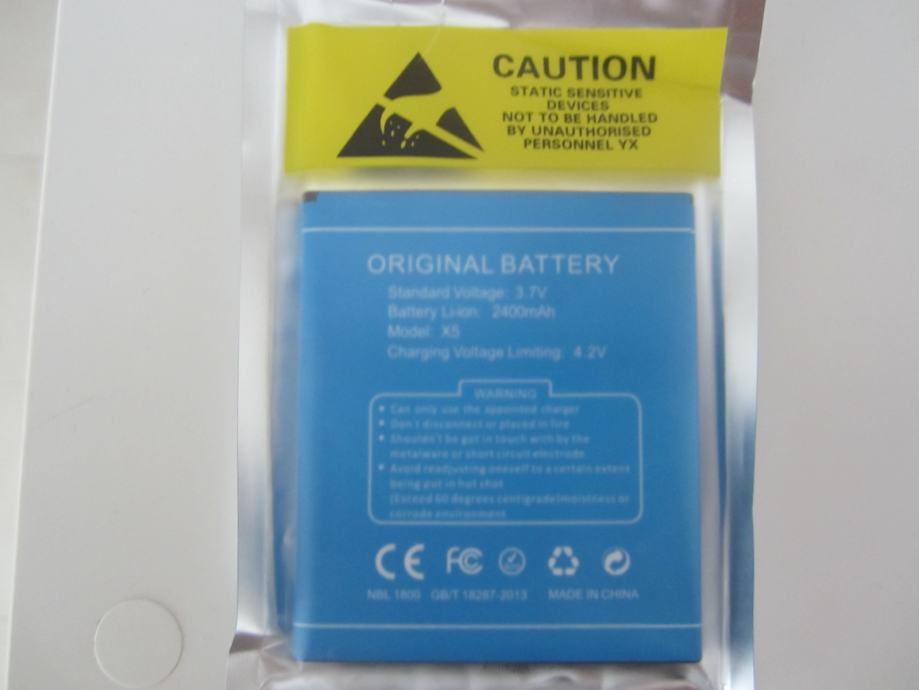 CAUTION
STATIC SENSITIVE
DEVICES
NOT TO BE HANDLED
BY UNAUTHORISED
PERSONNEL YX
ORIGINAL BATTERY
Standard Voltage: 3.7V
Battery Li-ion: 2400mAh
Model: X5
Charging Voltage Limiting: 4.2V
WARNING
Can only use the appointed charger
Don't disconnect or placed in fire
Shoulen't be got in touch with by the
metalware or short circuit electrode
Avoid readjusting oneself to a certain extent
being put in hot shot
(Exceed 60 degrees centigrade)moistness or
corrode environment
CE FC
NBL 1800 GB/T 18287-2013 MADE IN CHINA